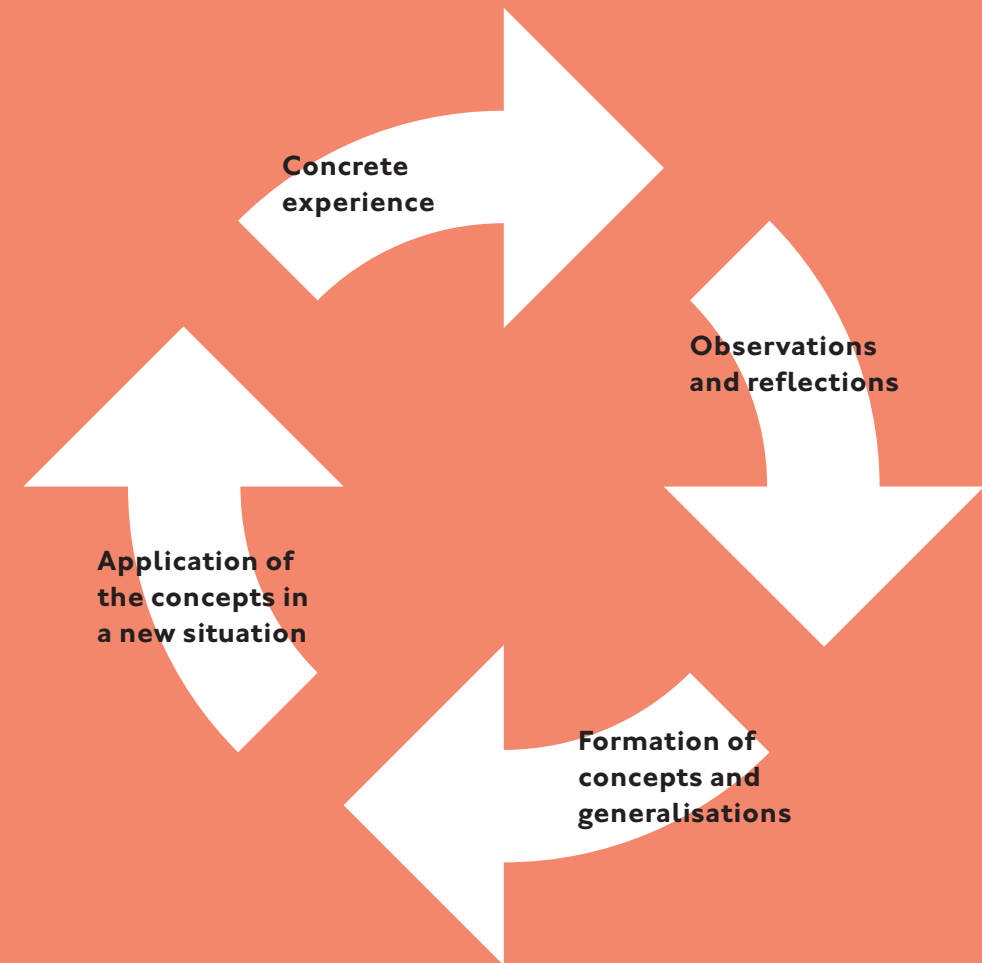 Concrete
experience
Observations
and reflections
Formation of
concepts and
generalisations
Application of
the concepts in
a new situation